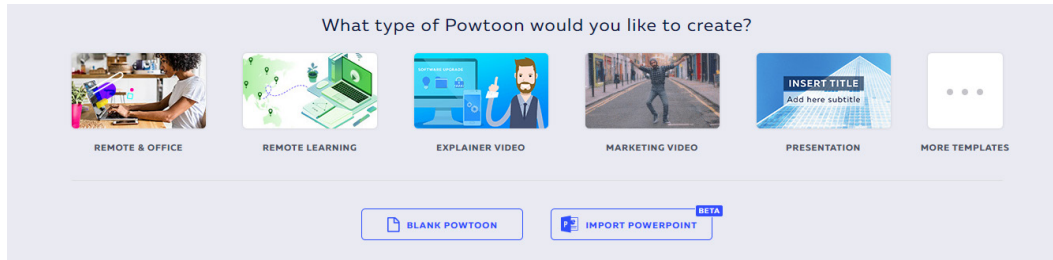 What type of Powtoon would you like to create?
SOFTWARE UPGRADE
INSERT TITLE
Add here subtitle
REMOTE & OFFICE
REMOTE LEARNING
EXPLAINER VIDEO
MARKETING VIDEO
PRESENTATION
MORE TEMPLATES
BLANK POWTOON
IMPORT POWERPOINT
BETA